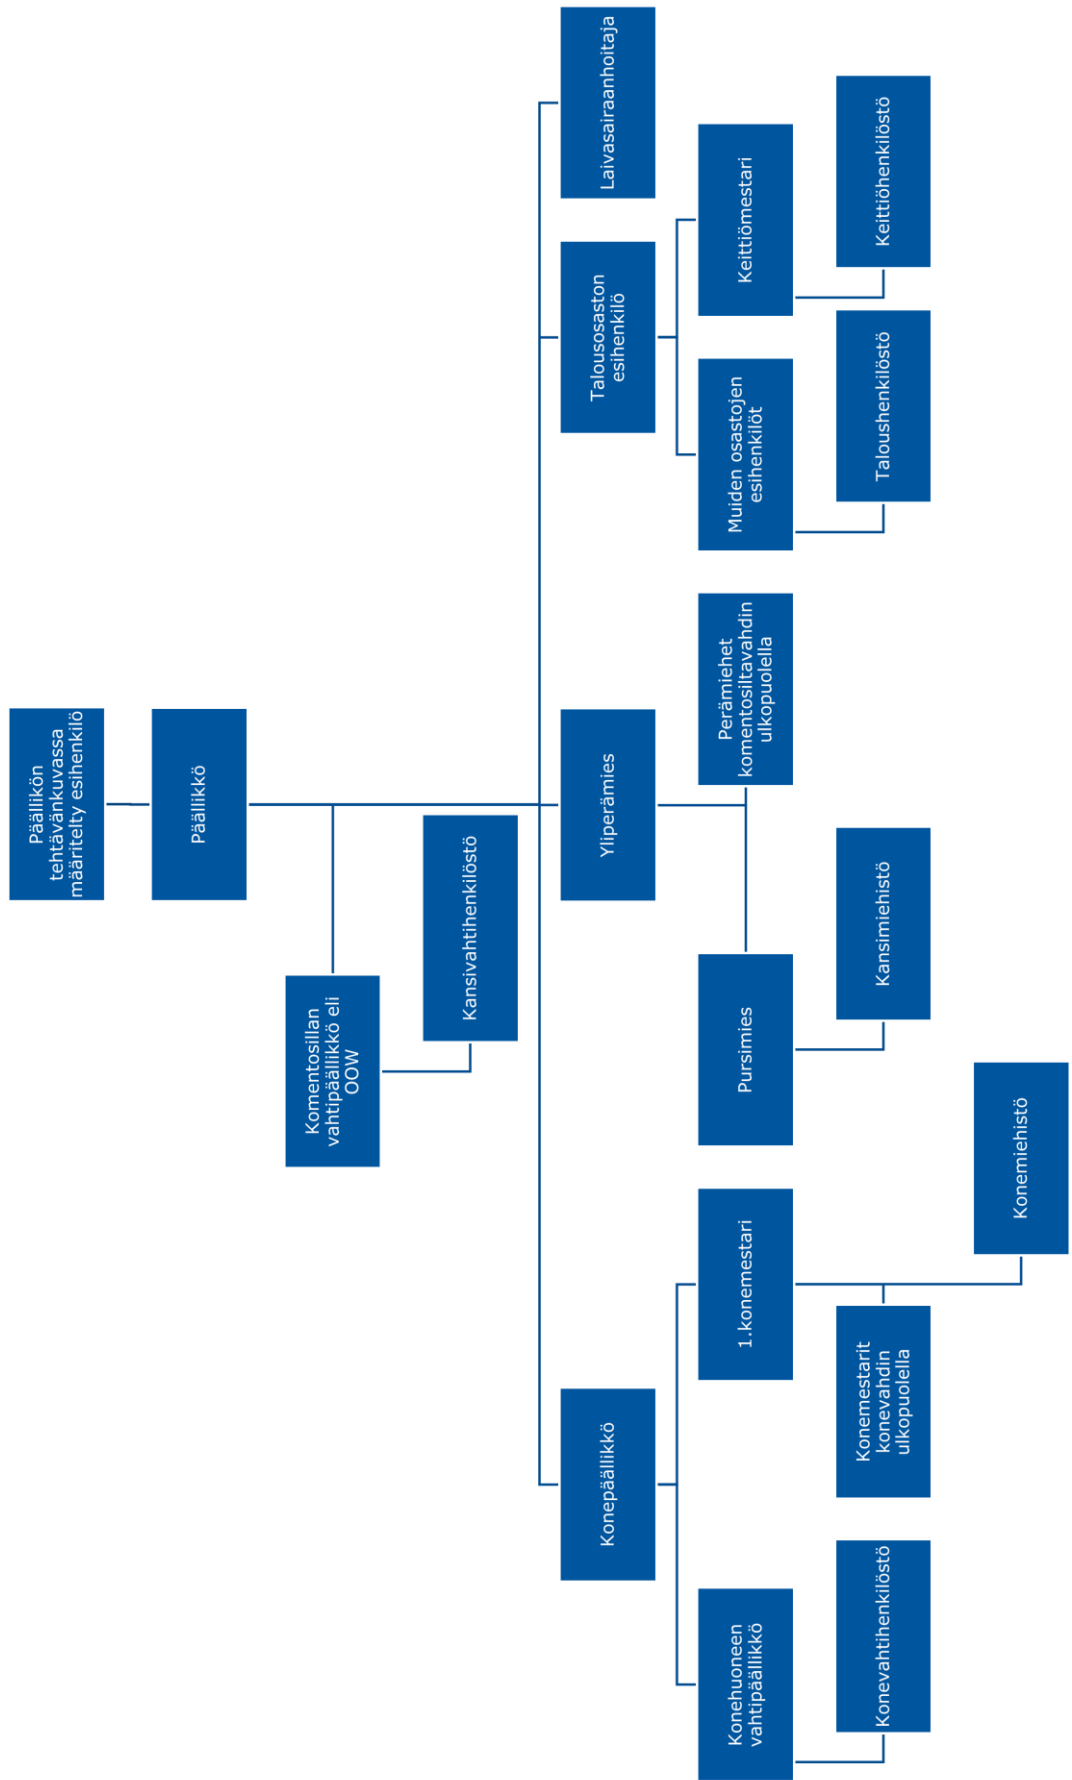 Päällikön
tehtävänkuvassa
määritelty esihenkilö
Päällikkö
Komentosillan
vahtipäällikkö eli
OOW
Kansivahtihenkilöstö
Konepäällikkö
Yliperämies
Talousosaston
esihenkilö
Laivasairaanhoitaja
Konehuoneen
vahtipäällikkö
1.konemestari
Pursimies
Perämiehet
komentosiltavahdin
ulkopuolella
Muiden osastojen
esihenkilöt
Keittiömestari
Konevahtihenkilöstö
Konemestarit
konevahdin
ulkopuolella
Kansimiehistö
Taloushenkilöstö
Keittiöhenkilöstö
Konemiehistö